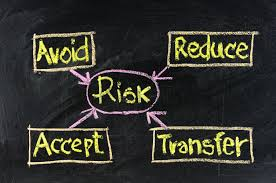 Avoid
Reduce
Risk
Accept
Transfer